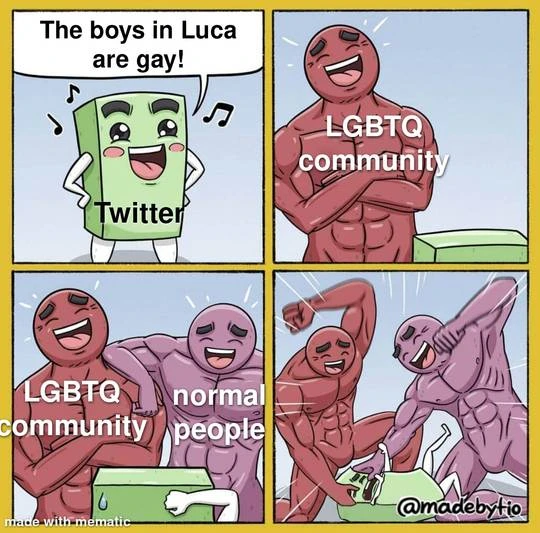 The boys in Luca
are gay!
Twitter
LGBTQ
community
LGBTQ
community
normal
people
made with mematic
@madebytio